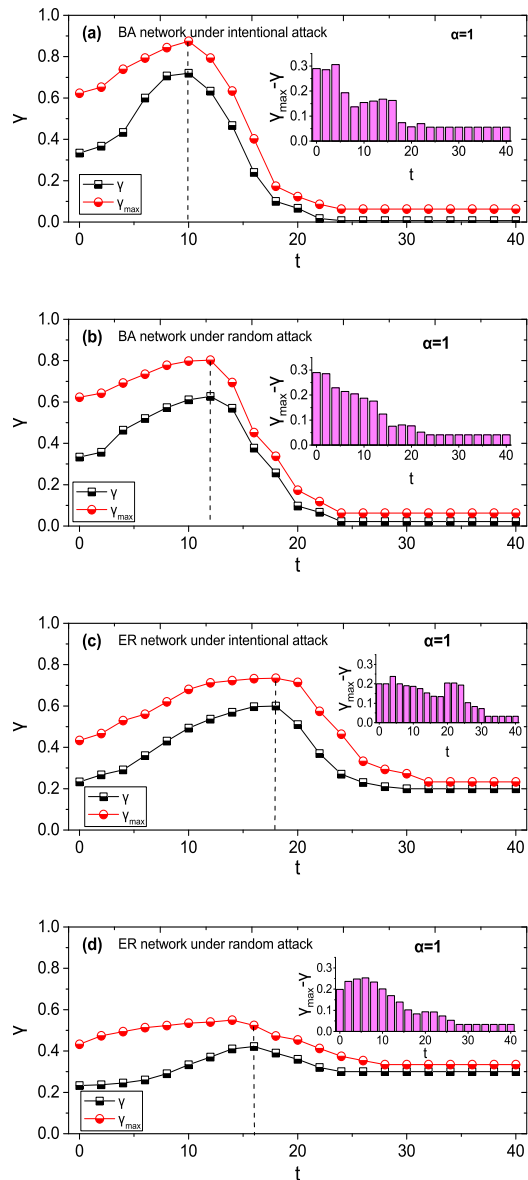 (a) BA network under intentional attack
α=1
γ
1.0
0.8
0.6
0.4
0.2
0.0
0 10 20 30 40
t
γ
γmax
γmax-γ
0.3
0.2
0.1
0.0
0 10 20 30 40
t
(b) BA network under random attack
α=1
γ
1.0
0.8
0.6
0.4
0.2
0.0
0 10 20 30 40
t
γ
γmax
γmax-γ
0.3
0.2
0.1
0.0
0 10 20 30 40
t
(c) ER network under intentional attack
α=1
γ
1.0
0.8
0.6
0.4
0.2
0.0
0 10 20 30 40
t
γ
γmax
γmax-γ
0.3
0.2
0.1
0.0
0 10 20 30 40
t
(d) ER network under random attack
α=1
γ
1.0
0.8
0.6
0.4
0.2
0.0
0 10 20 30 40
t
γ
γmax
γmax-γ
0.3
0.2
0.1
0.0
0 10 20 30 40
t